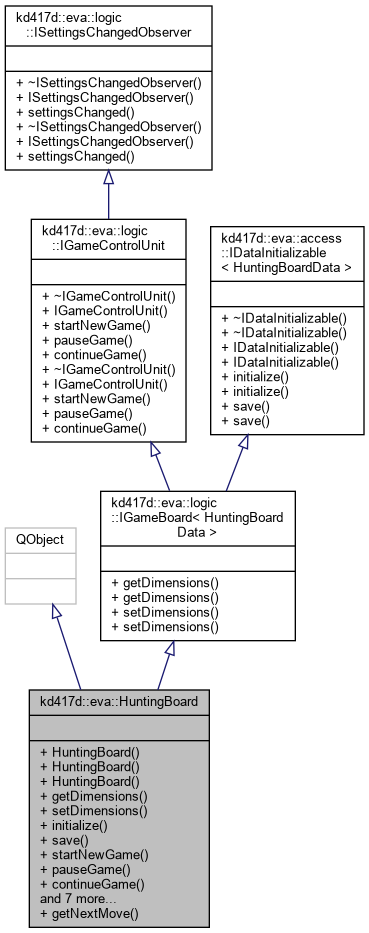 kd417d::eva::logic
::ISettingsChangedObserver
+ ~ISettingsChangedObserver()
+ ISettingsChangedObserver()
+ settingsChanged()
+ ~ISettingsChangedObserver()
+ ISettingsChangedObserver()
+ settingsChanged()
kd417d::eva::logic
::IGameControlUnit
+ ~IGameControlUnit()
+ IGameControlUnit()
+ startNewGame()
+ pauseGame()
+ continueGame()
+ ~IGameControlUnit()
+ IGameControlUnit()
+ startNewGame()
+ pauseGame()
+ continueGame()
kd417d::eva::access
::IDataInitializable
< HuntingBoardData >
+ ~IDataInitializable()
+ ~IDataInitializable()
+ IDataInitializable()
+ IDataInitializable()
+ initialize()
+ initialize()
+ save()
+ save()
kd417d::eva::logic
::IGameBoard< HuntingBoard
Data >
+ getDimensions()
+ getDimensions()
+ setDimensions()
+ setDimensions()
QObject
kd417d::eva::HuntingBoard
+ HuntingBoard()
+ HuntingBoard()
+ HuntingBoard()
+ getDimensions()
+ setDimensions()
+ initialize()
+ save()
+ startNewGame()
+ pauseGame()
+ continueGame()
and 7 more...
+ getNextMove()